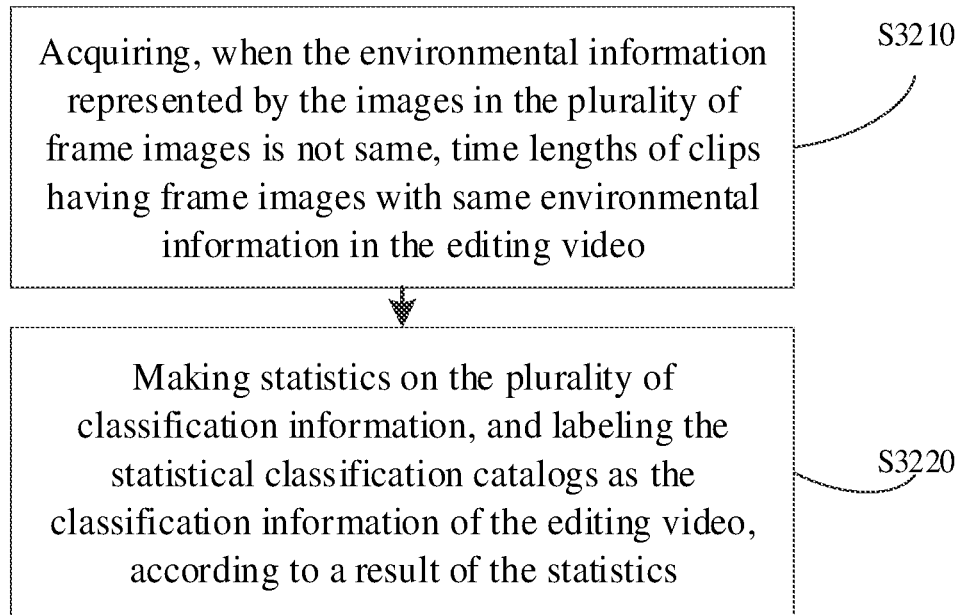 Acquiring, when the environmental information
represented by the images in the plurality of
frame images is not same, time lengths of clips
having frame images with same environmental
information in the editing video
S3210
Making statistics on the plurality of
classification information, and labeling the
statistical classification catalogs as the
classification information of the editing video,
according to a result of the statistics
S3220